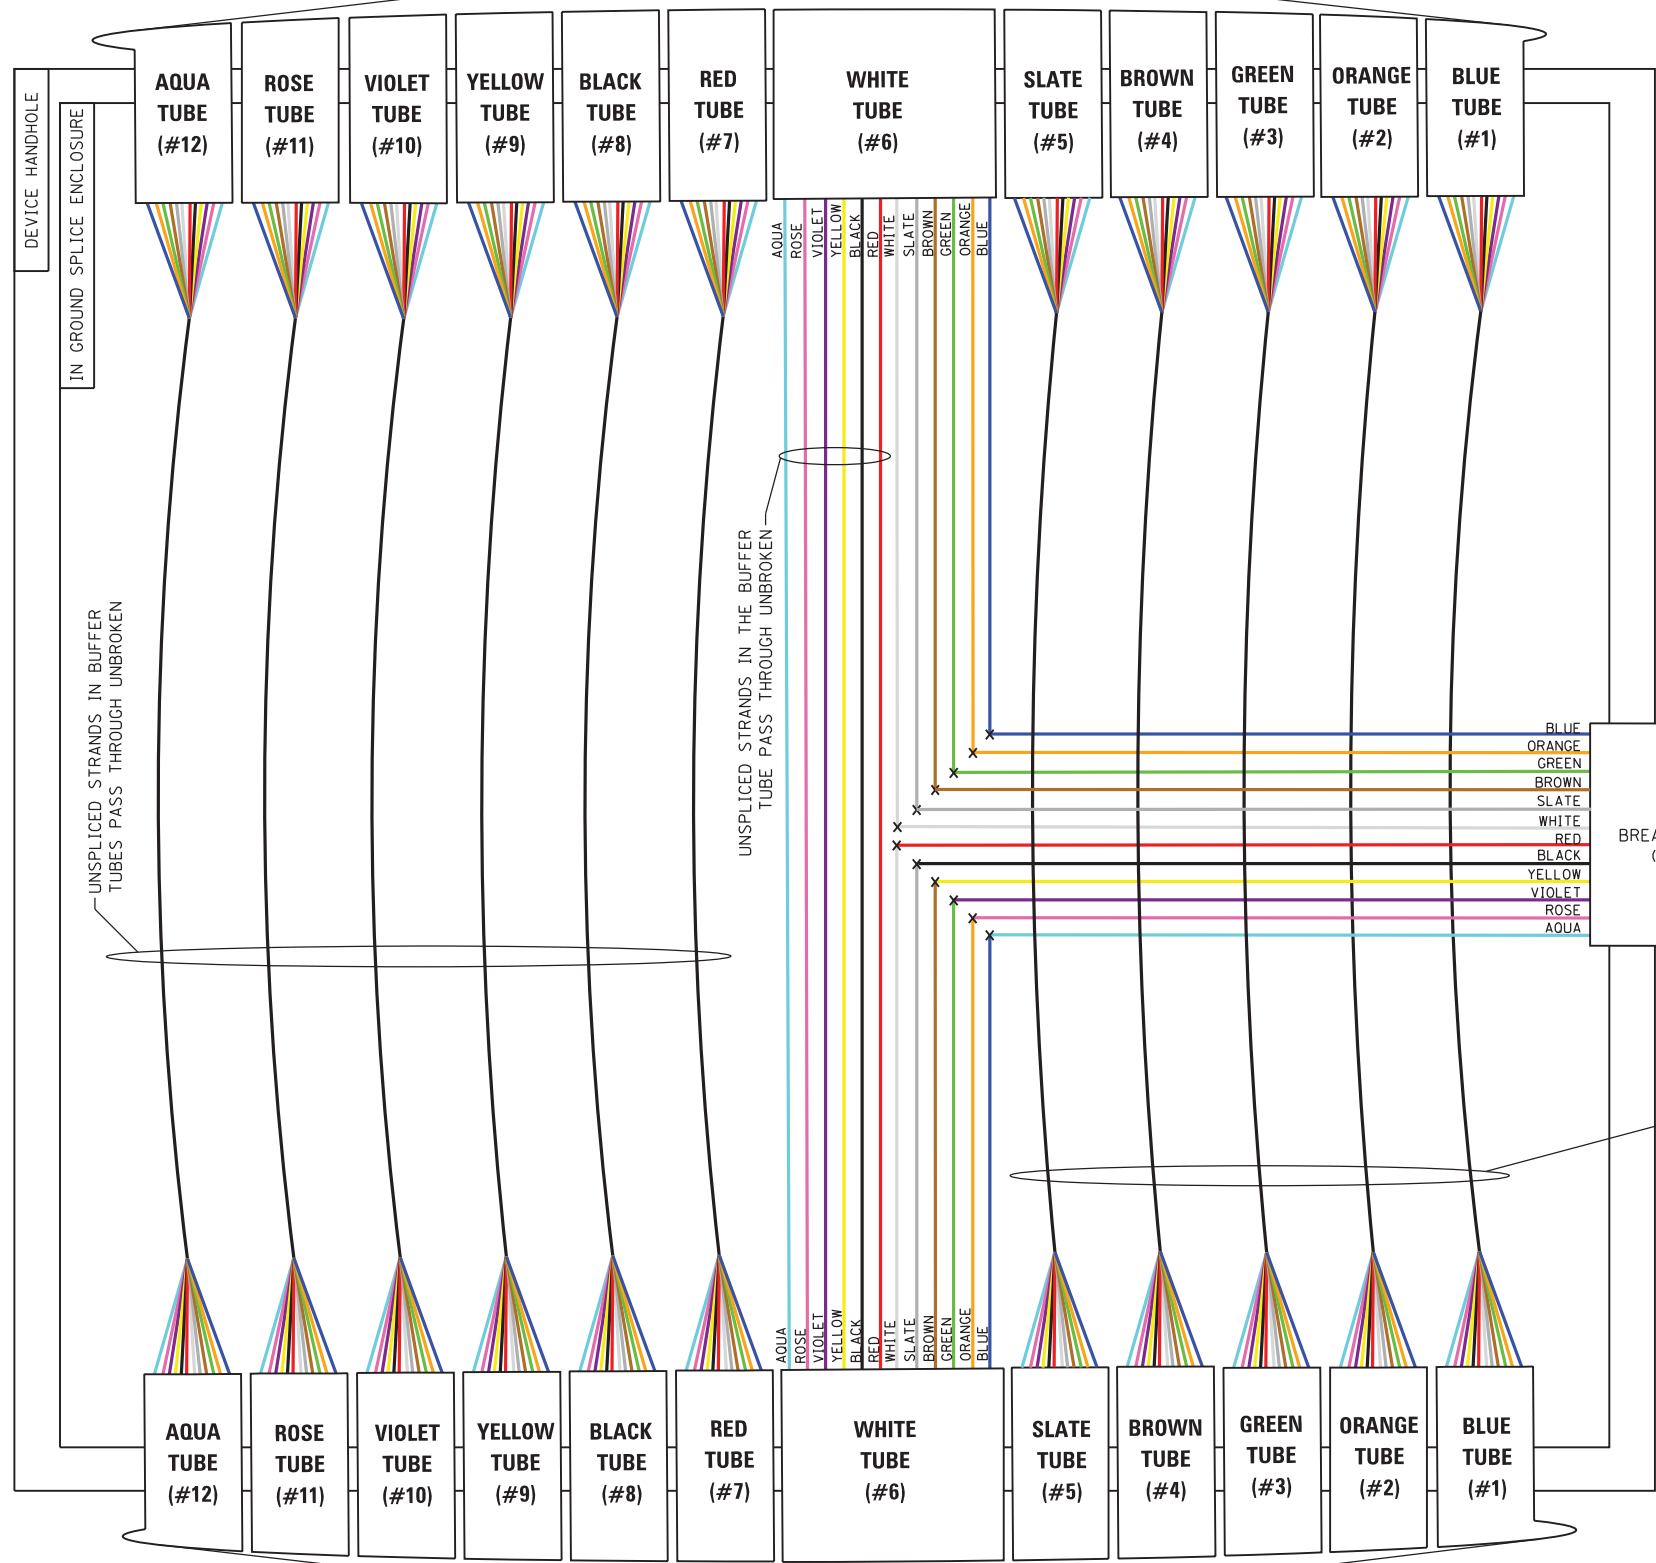 AQUA
TUBE
(#12)
ROSE
TUBE
(#11)
VIOLET
TUBE
(#10)
YELLOW
TUBE
(#9)
BLACK
TUBE
(#8)
RED
TUBE
(#7)
WHITE
TUBE
(#6)
SLATE
TUBE
(#5)
BROWN
TUBE
(#4)
GREEN
TUBE
(#3)
ORANGE
TUBE
(#2)
BLUE
TUBE
(#1)
DEVICE HANDHOLE
IN GROUND SPLICE ENCLOSURE
AQUA
ROSE
VIOLET
YELLOW
BLACK
RED
WHITE
SLATE
BROWN
GREEN
ORANGE
BLUE
UNSPLICED STRANDS IN THE BUFFER
TUBE PASS THROUGH UNBROKEN
UNSPLICED STRANDS IN BUFFER
TUBES PASS THROUGH UNBROKEN
BLUE
ORANGE
GREEN
BROWN
SLATE
WHITE
RED
BLACK
YELLOW
VIOLET
ROSE
AQUA
AQUA
ROSE
VIOLET
YELLOW
BLACK
RED
WHITE
SLATE
BROWN
GREEN
ORANGE
BLUE
AQUA
TUBE
(#12)
ROSE
TUBE
(#11)
VIOLET
TUBE
(#10)
YELLOW
TUBE
(#9)
BLACK
TUBE
(#8)
RED
TUBE
(#7)
WHITE
TUBE
(#6)
SLATE
TUBE
(#5)
BROWN
TUBE
(#4)
GREEN
TUBE
(#3)
ORANGE
TUBE
(#2)
BLUE
TUBE
(#1)